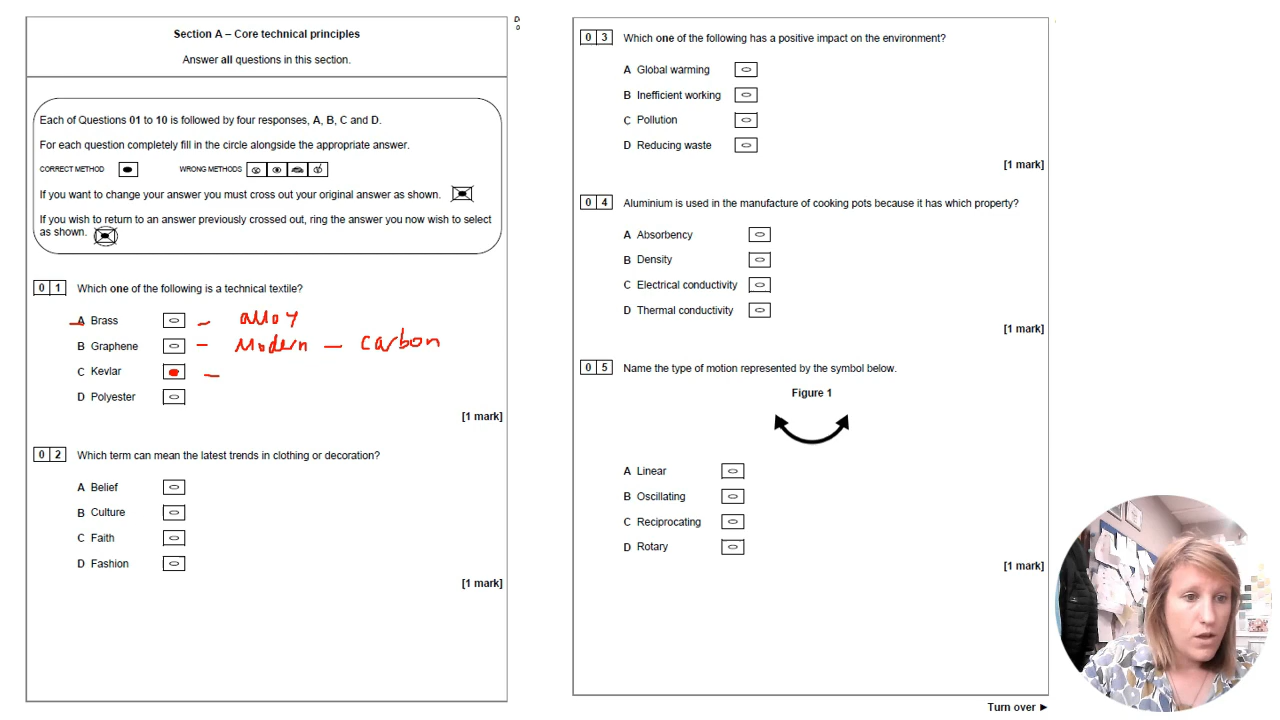 Section A – Core technical principles
Answer all questions in this section.
Each of Questions 01 to 10 is followed by four responses, A, B, C and D.
For each question completely fill in the circle alongside the appropriate answer.
CORRECT METHOD WRONG METHODS
If you want to change your answer you must cross out your original answer as shown.
If you wish to return to an answer previously crossed out, ring the answer you now wish to select
as shown.
0 1 Which one of the following is a technical textile?
A Brass – alloy
B Graphene – Modern – carbon
C Kevlar –
D Polyester
[1 mark]
0 2 Which term can mean the latest trends in clothing or decoration?
A Belief
B Culture
C Faith
D Fashion
[1 mark]
D
o
0 3 Which one of the following has a positive impact on the environment?
A Global warming
B Inefficient working
C Pollution
D Reducing waste
[1 mark]
0 4 Aluminium is used in the manufacture of cooking pots because it has which property?
A Absorbency
B Density
C Electrical conductivity
D Thermal conductivity
[1 mark]
0 5 Name the type of motion represented by the symbol below.
Figure 1
A Linear
B Oscillating
C Reciprocating
D Rotary
[1 mark]
Turn over ►